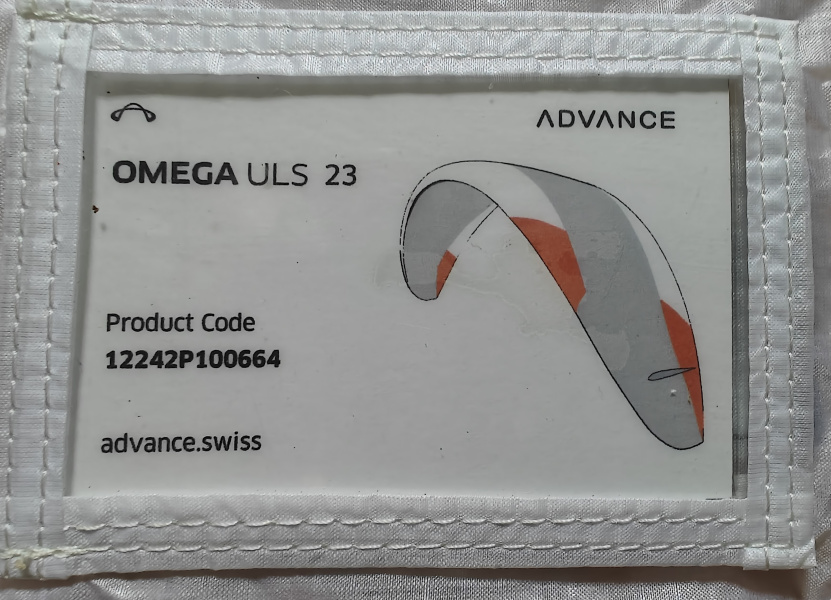 ADVANCE
OMEGA ULS 23
Product Code
12242P100664
advance.swiss